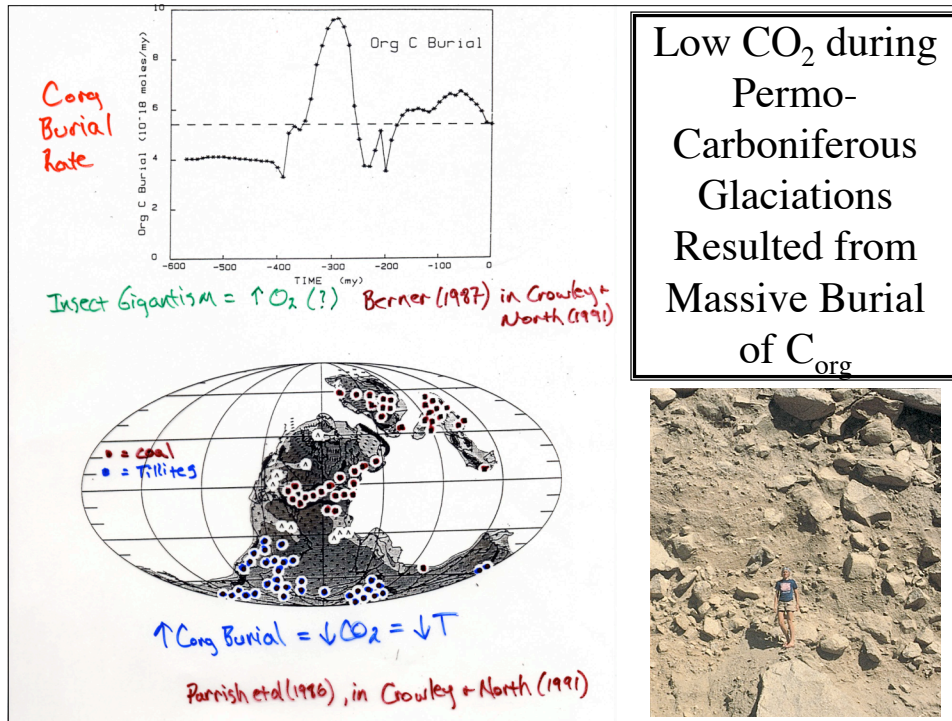 Corg
Burial
Rate
Org C Burial (10^18 moles/my)
10
8
6
4
2
0
Org C Burial
-600 -500 -400 -300 -200 -100 0
TIME (my)
Insect Gigantism = ↑ O₂ (?)
Berner (1987) in Crowley +
North (1991)
• = coal
• = Tillites
↑ Corg Burial = ↓ CO₂ = ↓ T
Parrish et al (1986), in Crowley + North (1991)
Low CO₂ during
Permo-
Carboniferous
Glaciations
Resulted from
Massive Burial
of C_org